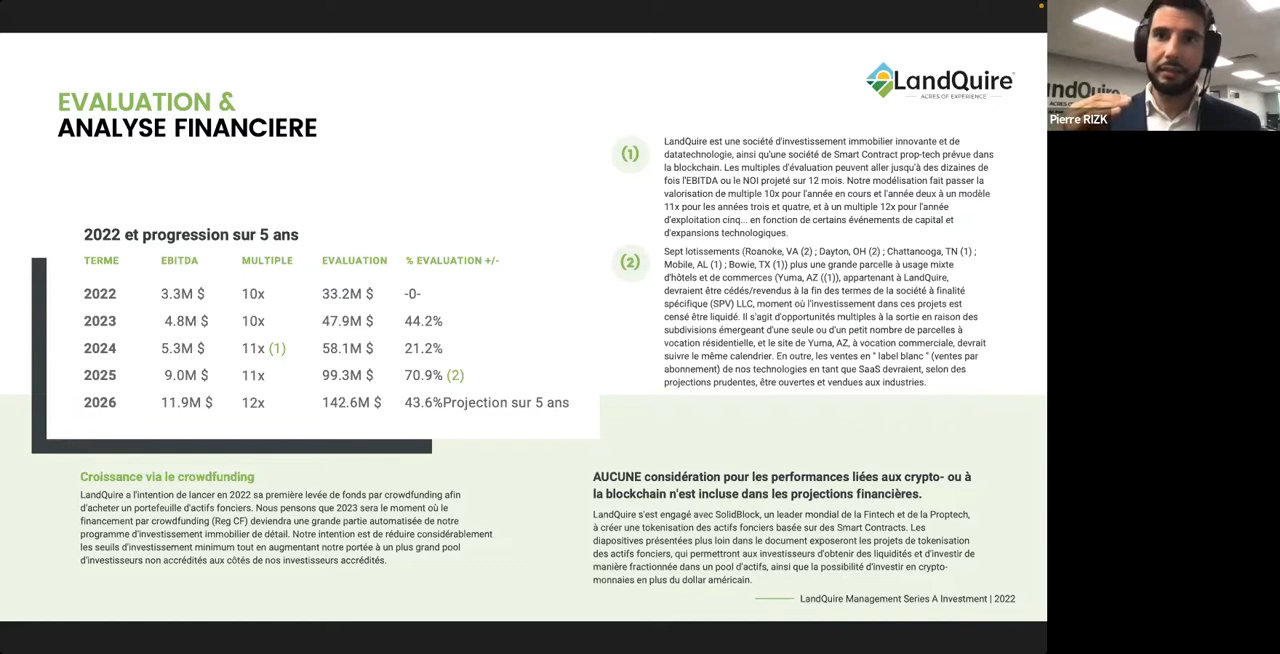 EVALUATION &
ANALYSE FINANCIERE
LandQuire
ACRES OF EXPERIENCE
2022 et progression sur 5 ans
TERME EBITDA MULTIPLE EVALUATION % EVALUATION +/-
2022 3.3M $ 10x 33.2M $ -0-
2023 4.8M $ 10x 47.9M $ 44.2%
2024 5.3M $ 11x (1) 58.1M $ 21.2%
2025 9.0M $ 11x 99.3M $ 70.9% (2)
2026 11.9M $ 12x 142.6M $ 43.6%Projection sur 5 ans
(1)
LandQuire est une société d'investissement immobilier innovante et de
datatechnologie, ainsi qu'une société de Smart Contract prop-tech prévue dans
la blockchain. Les multiples d'évaluation peuvent aller jusqu'à des dizaines de
fois l'EBITDA ou le NOI projeté sur 12 mois. Notre modélisation fait passer la
valorisation de multiple 10x pour l'année en cours et l'année deux à un modèle
11x pour les années trois et quatre, et à un multiple 12x pour l'année
d'exploitation cinq... en fonction de certains événements de capital et
d'expansions technologiques.
(2)
Sept lotissements (Roanoke, VA (2) ; Dayton, OH (2) ; Chattanooga, TN (1) ;
Mobile, AL (1) ; Bowie, TX (1)) plus une grande parcelle à usage mixte
d'hôtels et de commerces (Yuma, AZ ((1)), appartenant à LandQuire,
devraient être cédés/revendus à la fin des termes de la société à finalité
spécifique (SPV) LLC, moment où l'investissement dans ces projets est
censé être liquidé. Il s'agit d'opportunités multiples à la sortie en raison des
subdivisions émergeant d'une seule ou d'un petit nombre de parcelles à
vocation résidentielle, et le site de Yuma, AZ, à vocation commerciale, devrait
suivre le même calendrier. En outre, les ventes en " label blanc " (ventes par
abonnement) de nos technologies en tant que SaaS devraient, selon des
projections prudentes, être ouvertes et vendues aux industries.
Croissance via le crowdfunding
LandQuire a l'intention de lancer en 2022 sa première levée de fonds par crowdfunding afin
d'acheter un portefeuille d'actifs fonciers. Nous pensons que 2023 sera le moment où le
financement par crowdfunding (Reg CF) deviendra une grande partie automatisée de notre
programme d'investissement immobilier de détail. Notre intention est de réduire considérablement
les seuils d'investissement minimum tout en augmentant notre portée à un plus grand pool
d'investisseurs non accrédités aux côtés de nos investisseurs accrédités.
AUCUNE considération pour les performances liées aux crypto- ou à
la blockchain n'est incluse dans les projections financières.
LandQuire s'est engagé avec SolidBlock, un leader mondial de la Fintech et de la Proptech,
à créer une tokenisation des actifs fonciers basée sur des Smart Contracts. Les
diapositives présentées plus loin dans le document exposeront les projets de tokenisation
des actifs fonciers, qui permettront aux investisseurs d'obtenir des liquidités et d'investir de
manière fractionnée dans un pool d'actifs, ainsi que la possibilité d'investir en crypto-
monnaies en plus du dollar américain.
LandQuire Management Series A Investment | 2022
Pierre RIZK